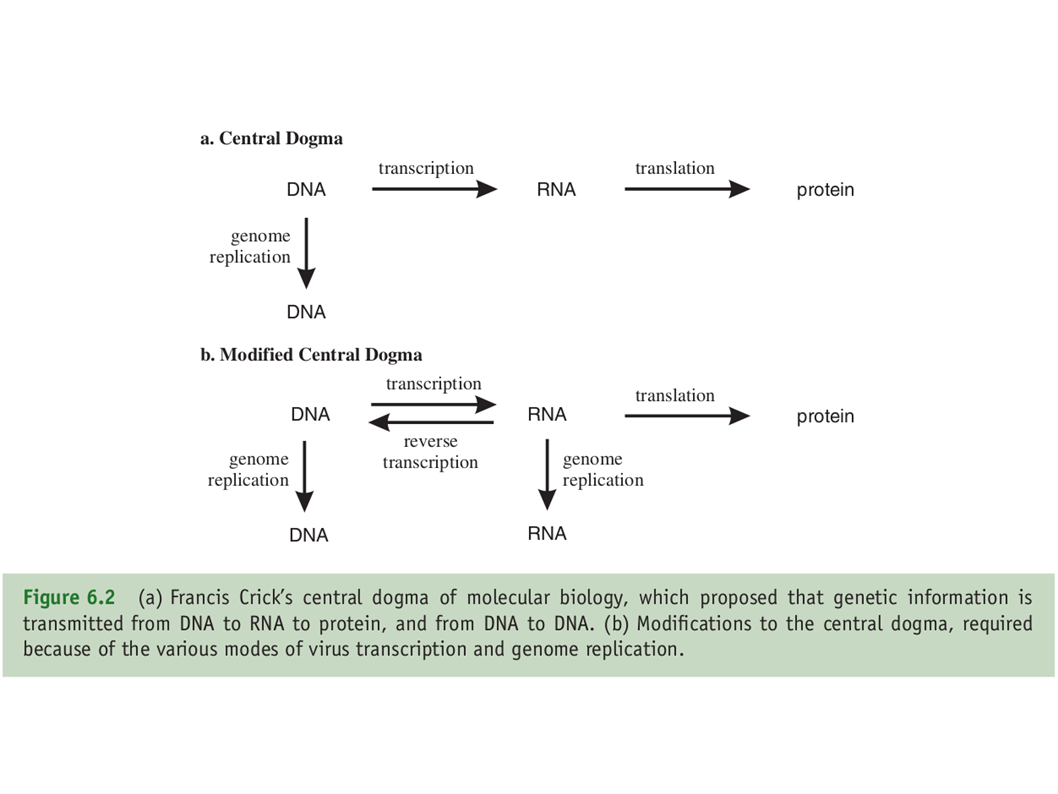 a. Central Dogma
transcription
translation
DNA
RNA
protein
genome
replication
DNA
b. Modified Central Dogma
transcription
translation
DNA
RNA
protein
reverse
transcription
genome
replication
genome
replication
DNA
RNA
Figure 6.2 (a) Francis Crick's central dogma of molecular biology, which proposed that genetic information is
transmitted from DNA to RNA to protein, and from DNA to DNA. (b) Modifications to the central dogma, required
because of the various modes of virus transcription and genome replication.